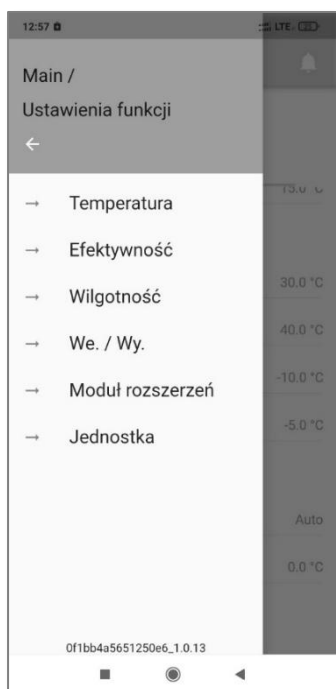 12:57
LTE
Main /
Ustawienia funkcji
Temperatura
30.0 °C
Efektywność
Wilgotność
40.0 °C
We. / Wy.
-10.0 °C
Moduł rozszerzeń
-5.0 °C
Jednostka
Auto
0.0 °C
0f1bb4a5651250e6_1.0.13